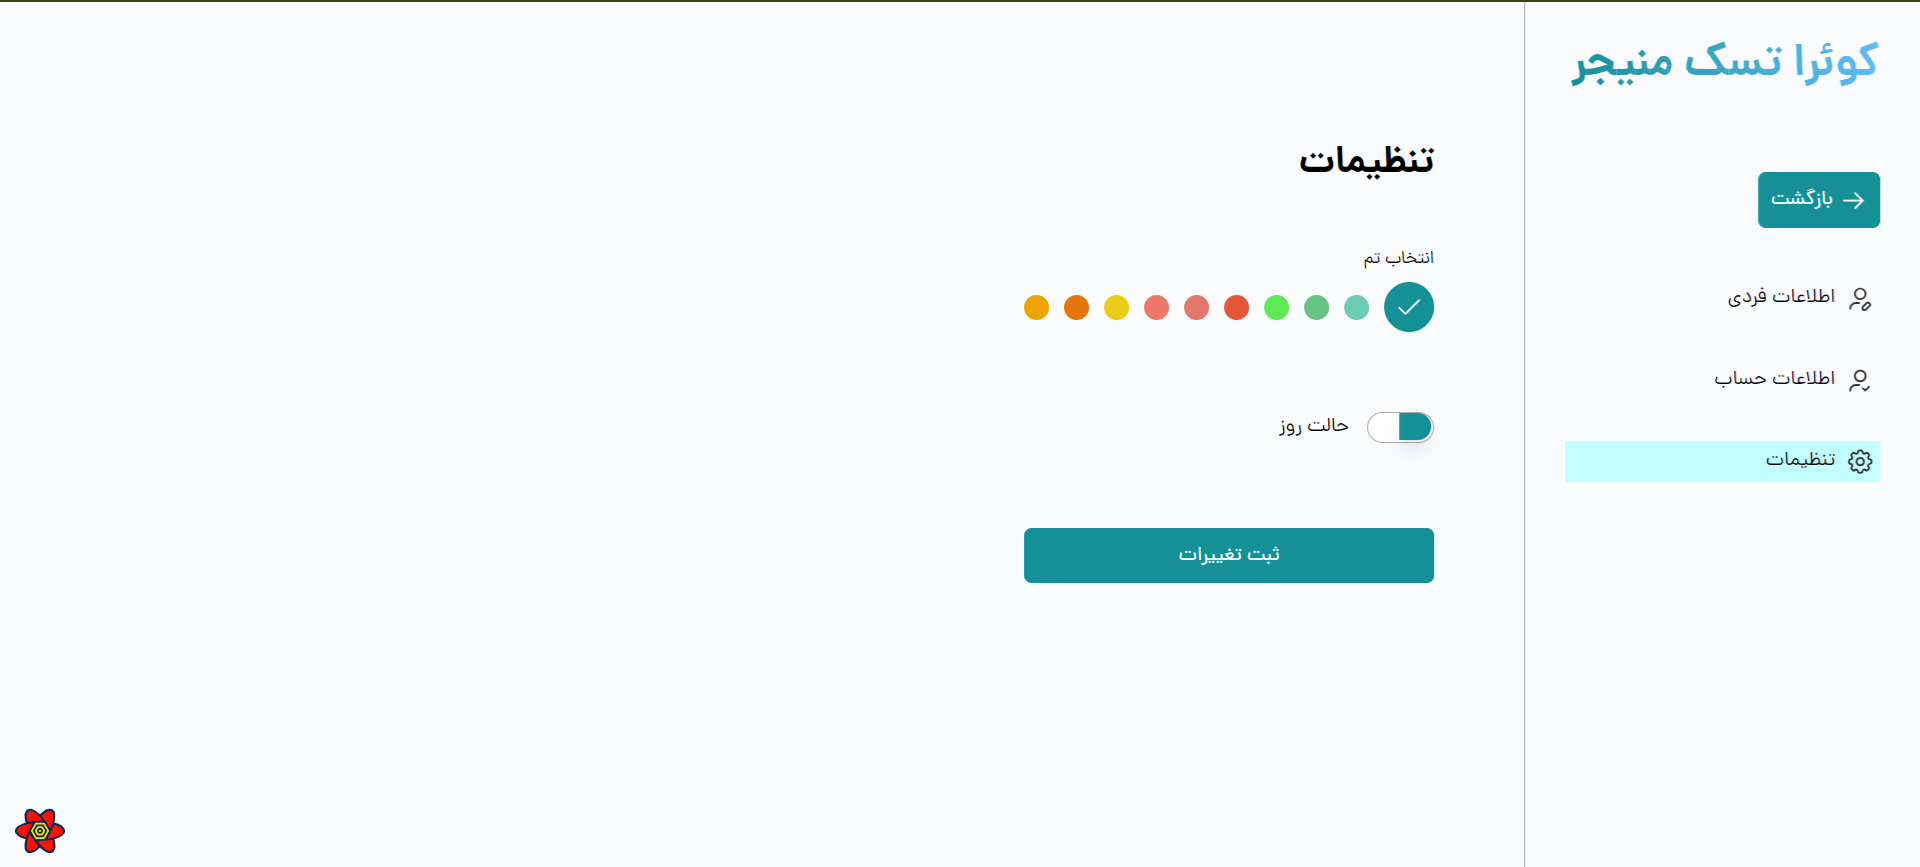 کوئرا تسک منیجر
بازگشت
اطلاعات فردی
اطلاعات حساب
تنظیمات
تنظیمات
انتخاب تم
حالت روز
ثبت تغییرات